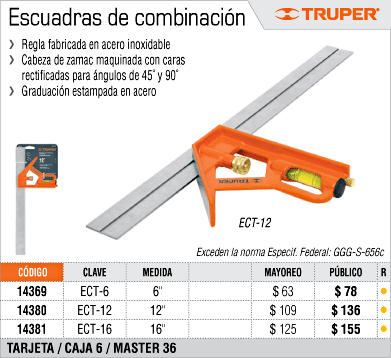 Escuadras de combinación
TRUPER®
Regla fabricada en acero inoxidable
Cabeza de zamac maquinada con caras
rectificadas para ángulos de 45° y 90°
Graduación estampada en acero
TRUPER
ECT-12
Exceden la norma Especif. Federal: GGG-S-656c
CÓDIGO CLAVE MEDIDA MAYOREO PÚBLICO R
14369 ECT-6 6" $ 63 $ 78
14380 ECT-12 12" $ 109 $ 136
14381 ECT-16 16" $ 125 $ 155
TARJETA / CAJA 6 / MASTER 36